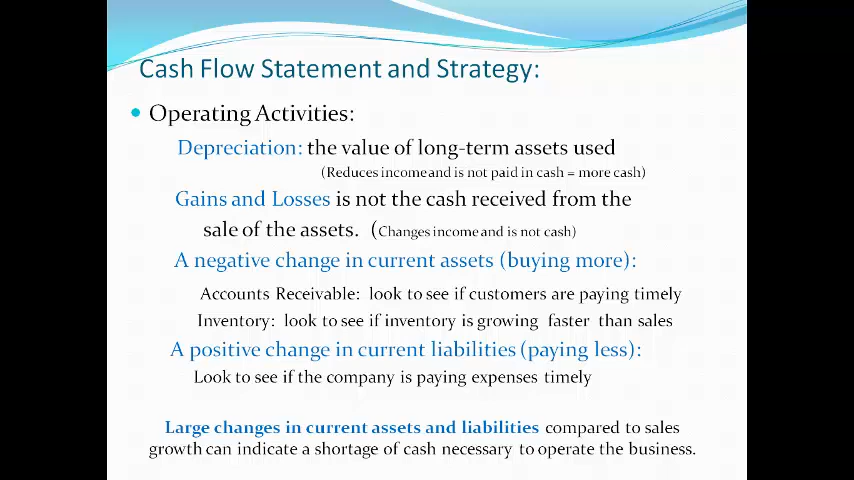 Cash Flow Statement and Strategy:
Operating Activities:
Depreciation: the value of long-term assets used
(Reduces income and is not paid in cash = more cash)
Gains and Losses is not the cash received from the
sale of the assets. (Changes income and is not cash)
A negative change in current assets (buying more):
Accounts Receivable: look to see if customers are paying timely
Inventory: look to see if inventory is growing faster than sales
A positive change in current liabilities (paying less):
Look to see if the company is paying expenses timely
Large changes in current assets and liabilities compared to sales
growth can indicate a shortage of cash necessary to operate the business.